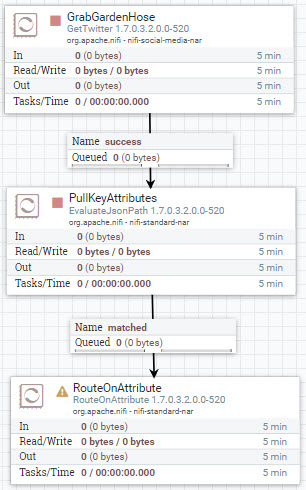 GrabGardenHose
GetTwitter 1.7.0.3.2.0.0-520
org.apache.nifi - nifi-social-media-nar
In 0 (0 bytes) 5 min
Read/Write 0 bytes / 0 bytes 5 min
Out 0 (0 bytes) 5 min
Tasks/Time 0 / 00:00:00.000 5 min
Name success
Queued 0 (0 bytes)
PullKeyAttributes
EvaluateJsonPath 1.7.0.3.2.0.0-520
org.apache.nifi - nifi-standard-nar
In 0 (0 bytes) 5 min
Read/Write 0 bytes / 0 bytes 5 min
Out 0 (0 bytes) 5 min
Tasks/Time 0 / 00:00:00.000 5 min
Name matched
Queued 0 (0 bytes)
RouteOnAttribute
RouteOnAttribute 1.7.0.3.2.0.0-520
org.apache.nifi - nifi-standard-nar
In 0 (0 bytes) 5 min
Read/Write 0 bytes / 0 bytes 5 min
Out 0 (0 bytes) 5 min
Tasks/Time 0 / 00:00:00.000 5 min